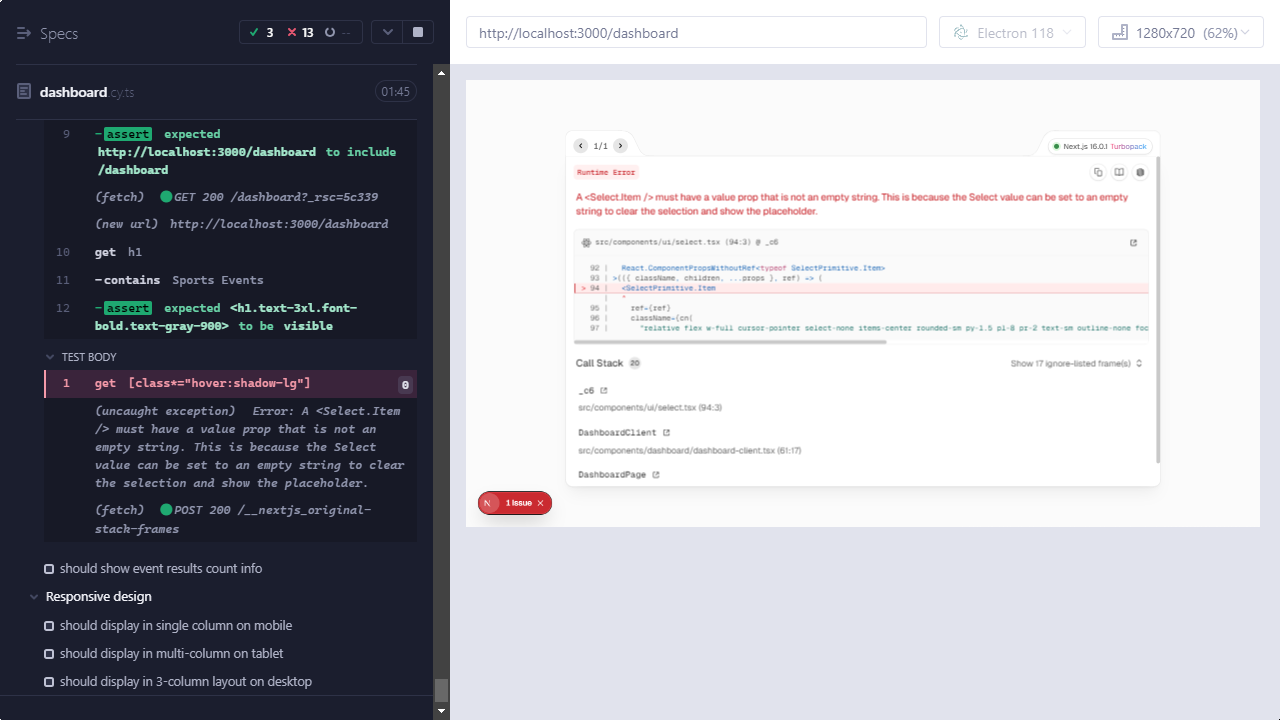 Specs
3
13
--
dashboard.cy.ts
01:45
9 -assert expected
http://localhost:3000/dashboard to include
/dashboard
(fetch) GET 200 /dashboard?_rsc=5c339
(new url) http://localhost:3000/dashboard
10 get h1
11 -contains Sports Events
12 -assert expected <h1.text-3xl.font-
bold.text-gray-900> to be visible
TEST BODY
1 get [class*="hover:shadow-lg"] 0
(uncaught exception) Error: A <Select.Item
/> must have a value prop that is not an
empty string. This is because the Select
value can be set to an empty string to clear
the selection and show the placeholder.
(fetch) POST 200 /__nextjs_original-
stack-frames
should show event results count info
Responsive design
should display in single column on mobile
should display in multi-column on tablet
should display in 3-column layout on desktop
http://localhost:3000/dashboard
Electron 118
1280x720 (62%)
1/1
Next.js 16.0.1 Turbopack
Runtime Error
A <Select.Item /> must have a value prop that is not an empty string. This is because the Select value can be set to an empty
string to clear the selection and show the placeholder.
src/components/ui/select.tsx (94:3) @ _c6
92 | React.ComponentPropsWithoutRef<typeof SelectPrimitive.Item>
93 | >(({ className, children, ...props }, ref) => (
> 94 | <SelectPrimitive.Item
| ^
95 | ref={ref}
96 | className={cn(
97 | "relative flex w-full cursor-pointer select-none items-center rounded-sm py-1.5 pl-8 pr-2 text-sm outline-none foc
Call Stack 20
Show 17 ignore-listed frame(s)
_c6
src/components/ui/select.tsx (94:3)
DashboardClient
src/components/dashboard/dashboard-client.tsx (61:17)
DashboardPage
N 1 Issue